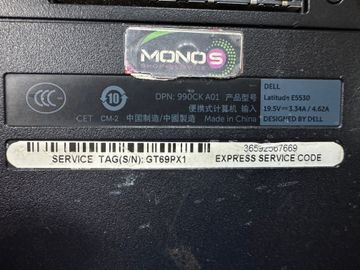 MONOS
DPN: 990CK A01 产品型号
便携式计算机 输入
中国製造/中國製造
Made in China
DELL
Latitude E5530
19.5V⎓3.34A / 4.62A
DESIGNED BY DELL
CCC
10
CET
CM-2
36592567669
SERVICE TAG(S/N): GT69PX1
EXPRESS SERVICE CODE